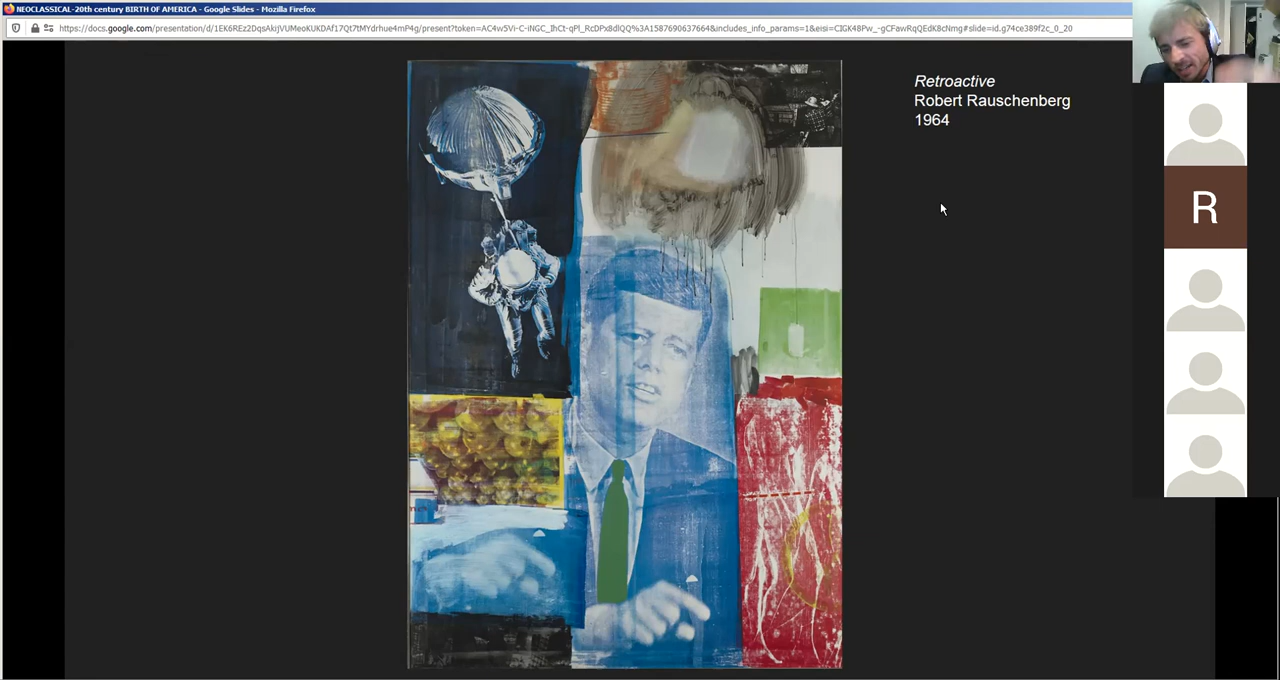 NEOCLASSICAL-20th century BIRTH OF AMERICA - Google Slides - Mozilla Firefox
Retroactive
Robert Rauschenberg
1964
R